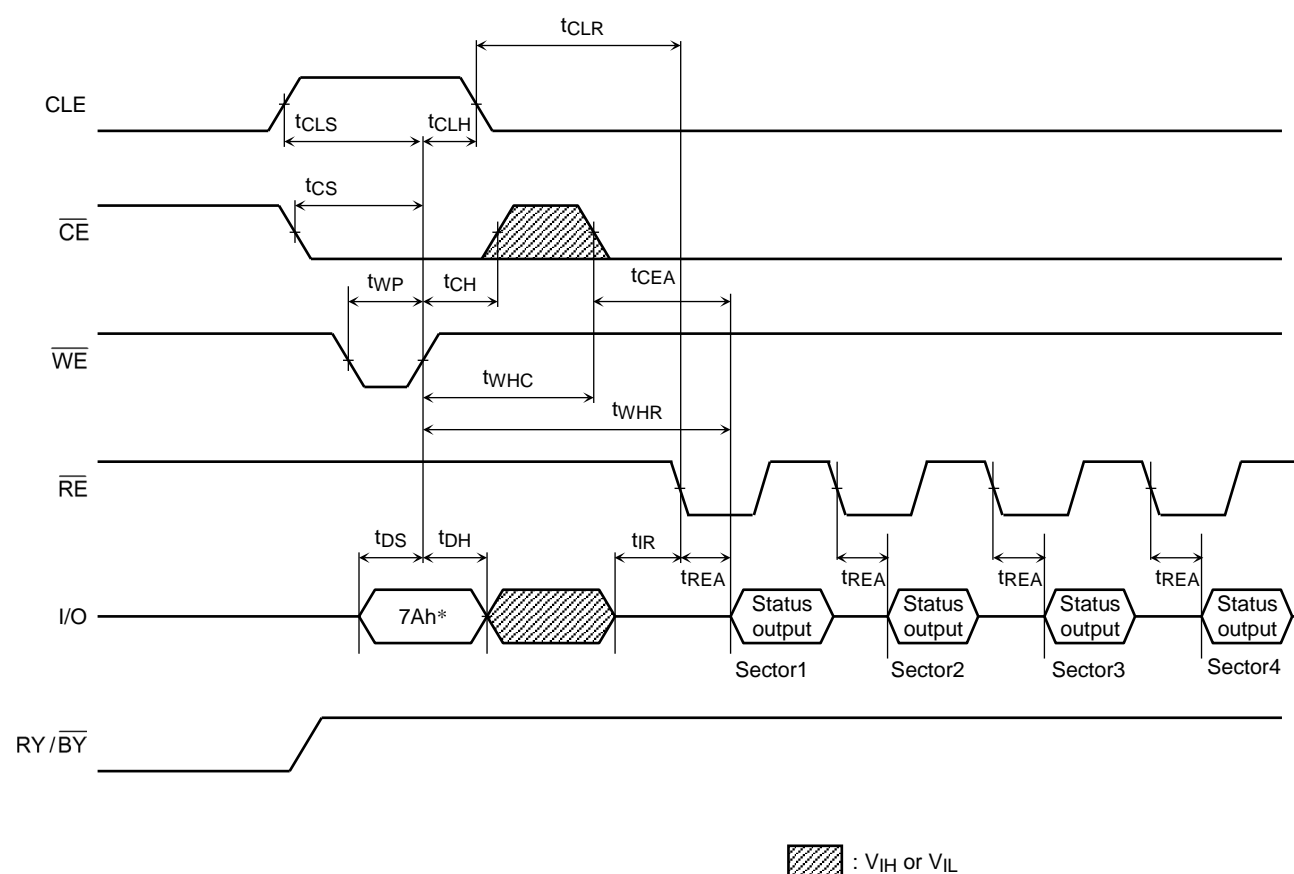 tCLR
CLE
tCLS
tCLH
tCS
CE
tWP
tCH
tCEA
WE
tWHC
tWHR
RE
tDS
tDH
tIR
tREA
tREA
tREA
tREA
I/O
7Ah*
Status output
Status output
Status output
Status output
Sector1
Sector2
Sector3
Sector4
RY/BY
: VIH or VIL